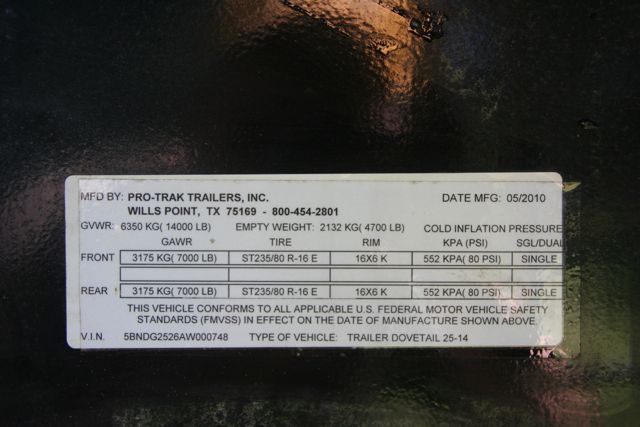 MFD BY: PRO-TRAK TRAILERS, INC. DATE MFG: 05/2010
WILLS POINT, TX 75169 - 800-454-2801
GVWR: 6350 KG( 14000 LB) EMPTY WEIGHT: 2132 KG( 4700 LB) COLD INFLATION PRESSURE
GAWR TIRE RIM KPA (PSI) SGL/DUAL
FRONT 3175 KG( 7000 LB) ST235/80 R-16 E 16X6 K 552 KPA( 80 PSI) SINGLE
REAR 3175 KG( 7000 LB) ST235/80 R-16 E 16X6 K 552 KPA( 80 PSI) SINGLE
THIS VEHICLE CONFORMS TO ALL APPLICABLE U.S. FEDERAL MOTOR VEHICLE SAFETY
STANDARDS (FMVSS) IN EFFECT ON THE DATE OF MANUFACTURE SHOWN ABOVE.
V.I.N. 5BNDG2526AW000748 TYPE OF VEHICLE: TRAILER DOVETAIL 25-14